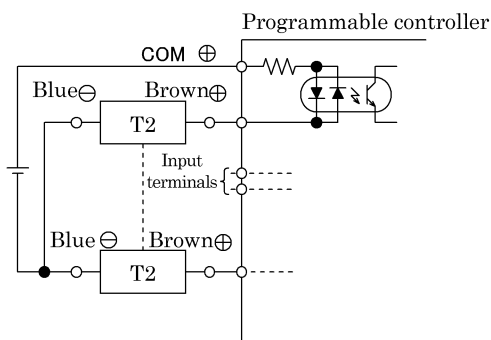 Programmable controller
COM ⊕
Blue⊖ Brown⊕
T2
Input
terminals
Blue ⊖ Brown⊕
T2